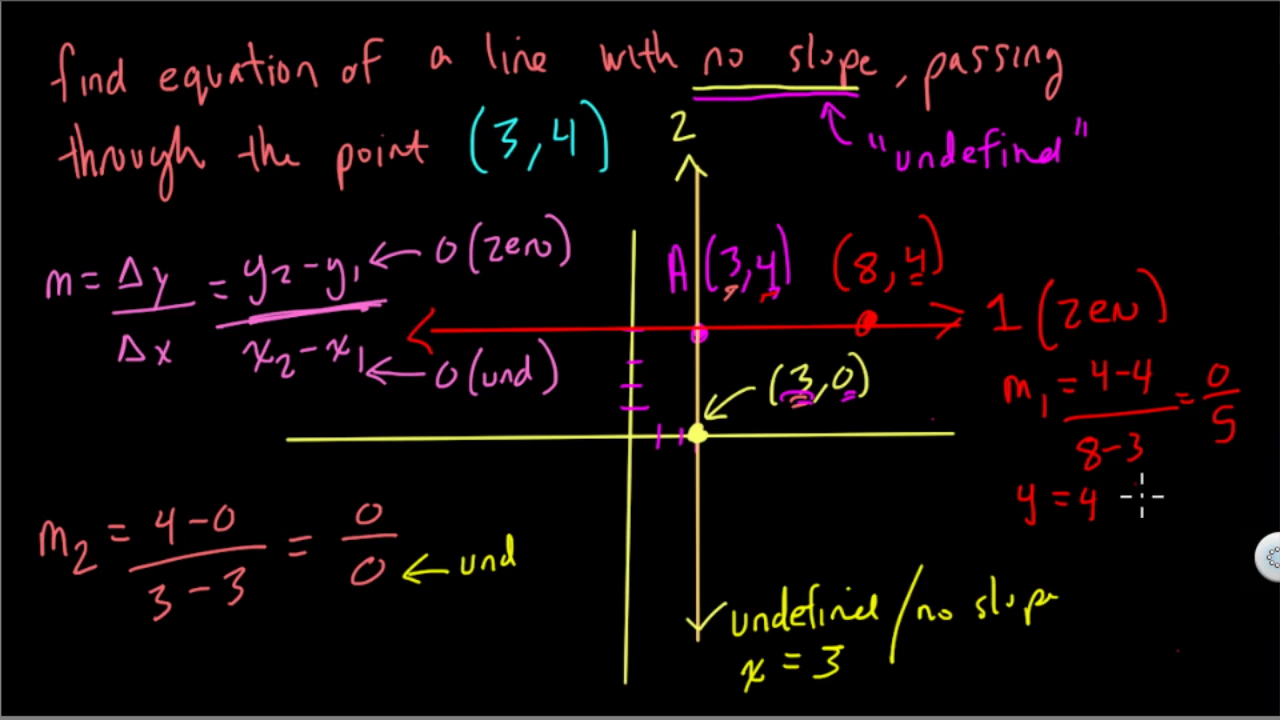 find equation of a line with no slope, passing
through the point (3,4)
"undefined"
2
m = Δy/Δx = y₂-y₁/x₂-x₁
0 (zero)
0 (und)
A (3,4)
(8,4)
1 (zero)
(3,0)
m₁ = 4-4/8-3 = 0/5
y = 4
m₂ = 4-0/3-3 = 0/0
und
undefined/no slope
x = 3